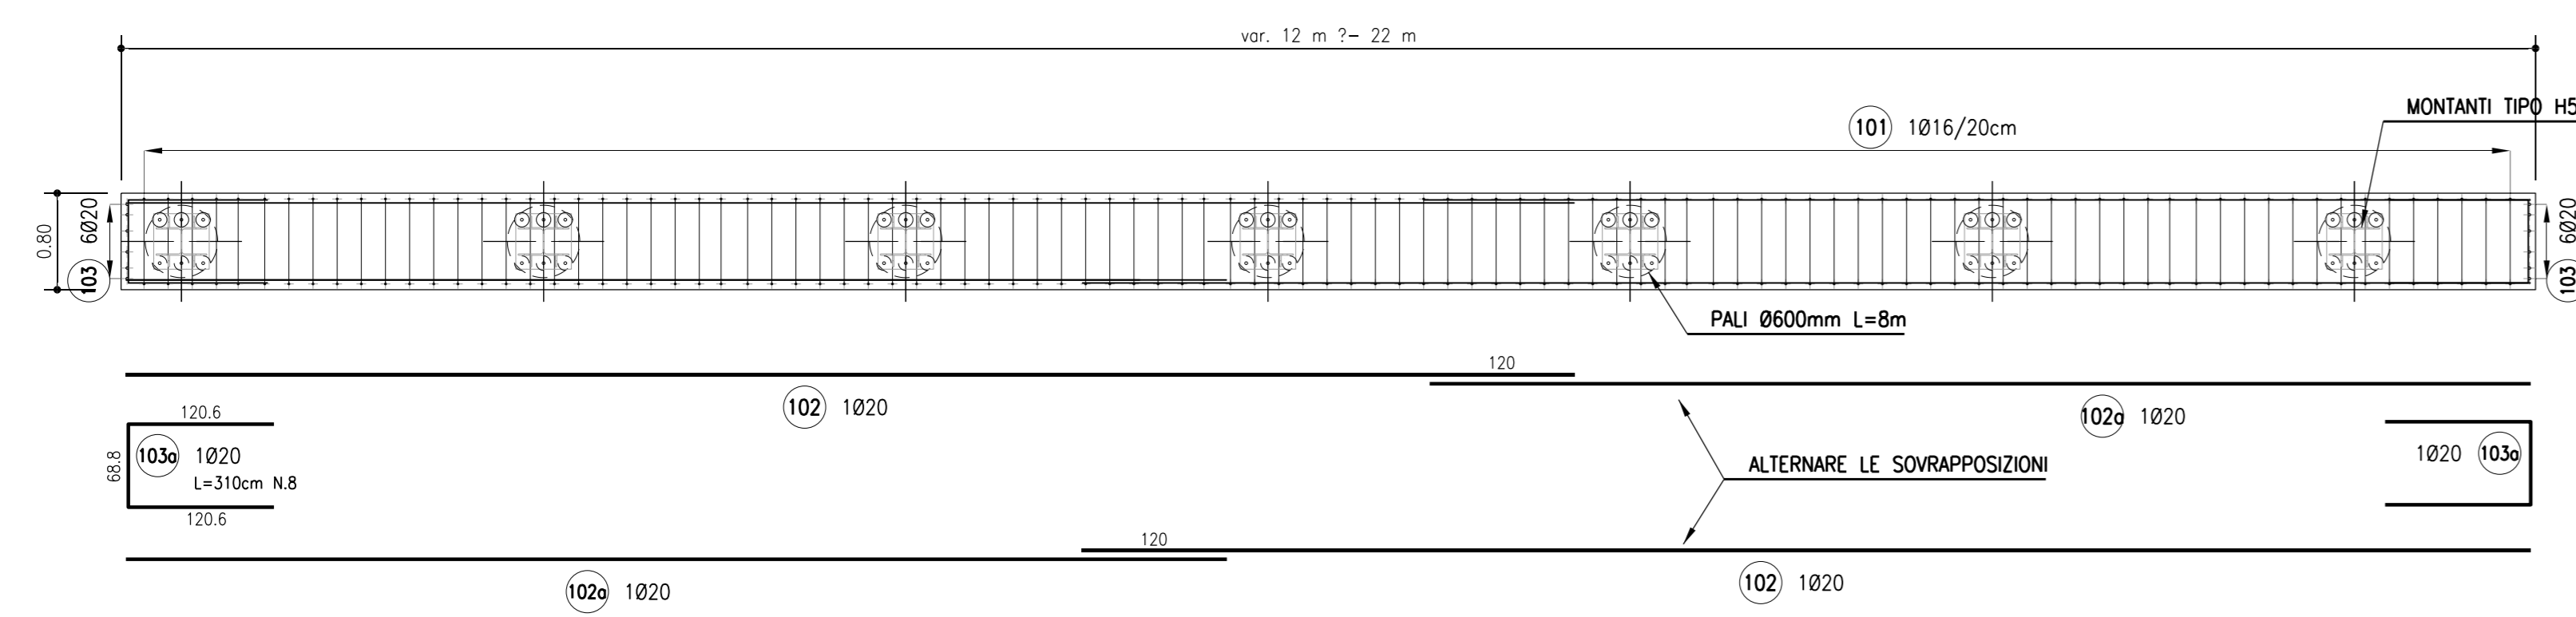 var. 12 m ?- 22 m
MONTANTI TIPO H5
101 1Ø16/20cm
0.80
103 6Ø20
103 6Ø20
PALI Ø600mm L=8m
120
102 1Ø20
102a 1Ø20
120.6
68.8
103a 1Ø20
L=310cm N.8
120.6
ALTERNARE LE SOVRAPPOSIZIONI
1Ø20 103a
120
102a 1Ø20
102 1Ø20